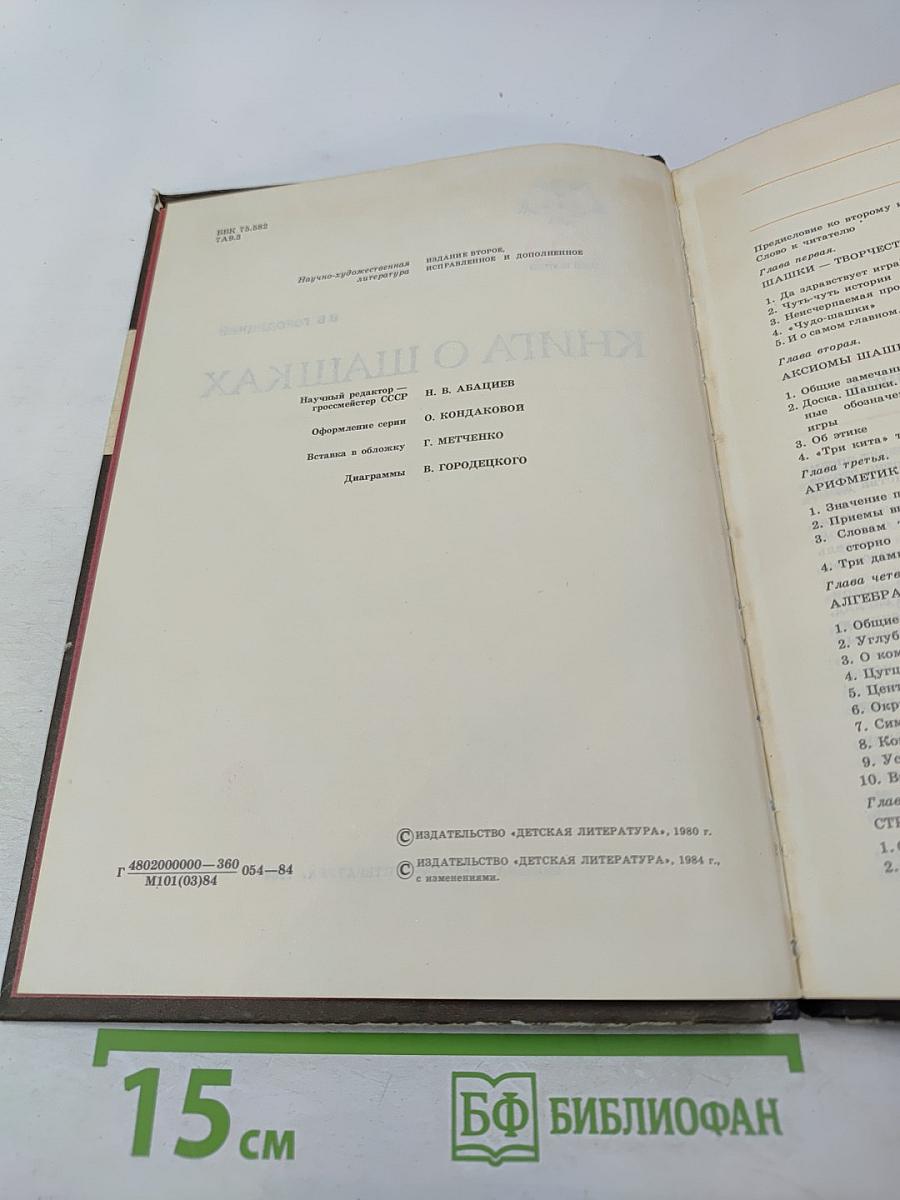 ББК 75.582
7А9.3
Научно-художественная
литература
ИЗДАНИЕ ВТОРОЕ,
ИСПРАВЛЕННОЕ И ДОПОЛНЕННОЕ
В. В. ГОРОДЕЦКИЙ
КНИГА О ШАШКАХ
Научный редактор —
гроссмейстер СССР
Н. В. АБАЦИЕВ
Оформление серии
О. КОНДАКОВОЙ
Вставка в обложку
Г. МЕТЧЕНКО
Диаграммы
В. ГОРОДЕЦКОГО
Г 4802000000—360 054—84
М101(03)84
© ИЗДАТЕЛЬСТВО «ДЕТСКАЯ ЛИТЕРАТУРА», 1980 г.
© ИЗДАТЕЛЬСТВО «ДЕТСКАЯ ЛИТЕРАТУРА», 1984 г.,
с изменениями.
Предисловие ко второму
Слово к читателю
Глава первая.
ШАШКИ — ТВОРЧЕСТ
1. Да здравствует игра
2. Чуть-чуть истории
3. Неисчерпаемая про
4. «Чудо-шашки»
5. И о самом главном.
Глава вторая.
АКСИОМЫ ШАШ
1. Общие замечан
2. Доска. Шашки.
ные обозначе
игры
3. Об этике
4. «Три кита»
Глава третья.
АРИФМЕТИК
1. Значение п
2. Приемы в
3. Словам
сторно
4. Три дам
Глава четв
АЛГЕБРА
1. Общие
2. Углуб
3. О ком
4. Цугц
5. Цент
6. Окр
7. Сим
8. Ко
9. Ус
10. В
Глав
СТР
1.
2.
15 см
БФ БИБЛИОФАН